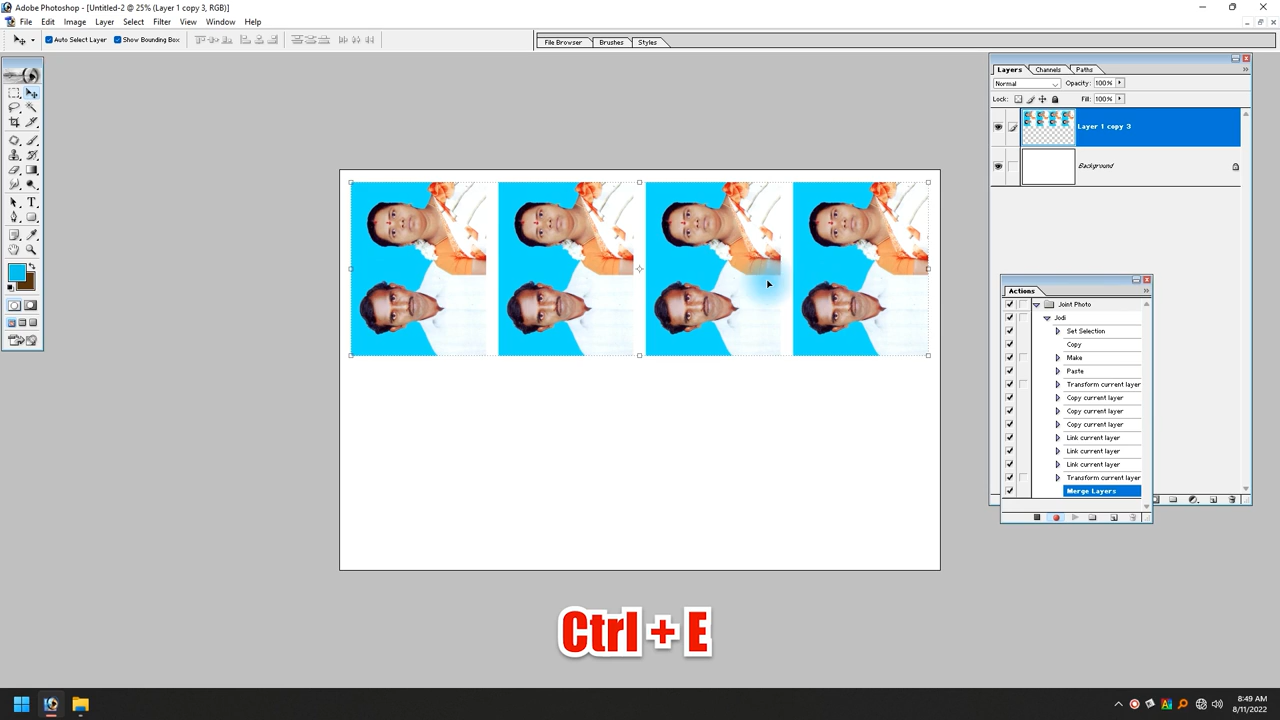 Adobe Photoshop - [Untitled-2 @ 25% (Layer 1 copy 3, RGB)]
File Edit Image Layer Select Filter View Window Help
Auto Select Layer Show Bounding Box File Browser Brushes Styles
Layers Channels Paths
Normal Opacity: 100%
Lock: Fill: 100%
Layer 1 copy 3
Background
Actions
Joint Photo
Jodi
Set Selection
Copy
Make
Paste
Transform current layer
Copy current layer
Copy current layer
Copy current layer
Link current layer
Link current layer
Link current layer
Transform current layer
Merge Layers
Ctrl + E
8:49 AM
8/11/2022